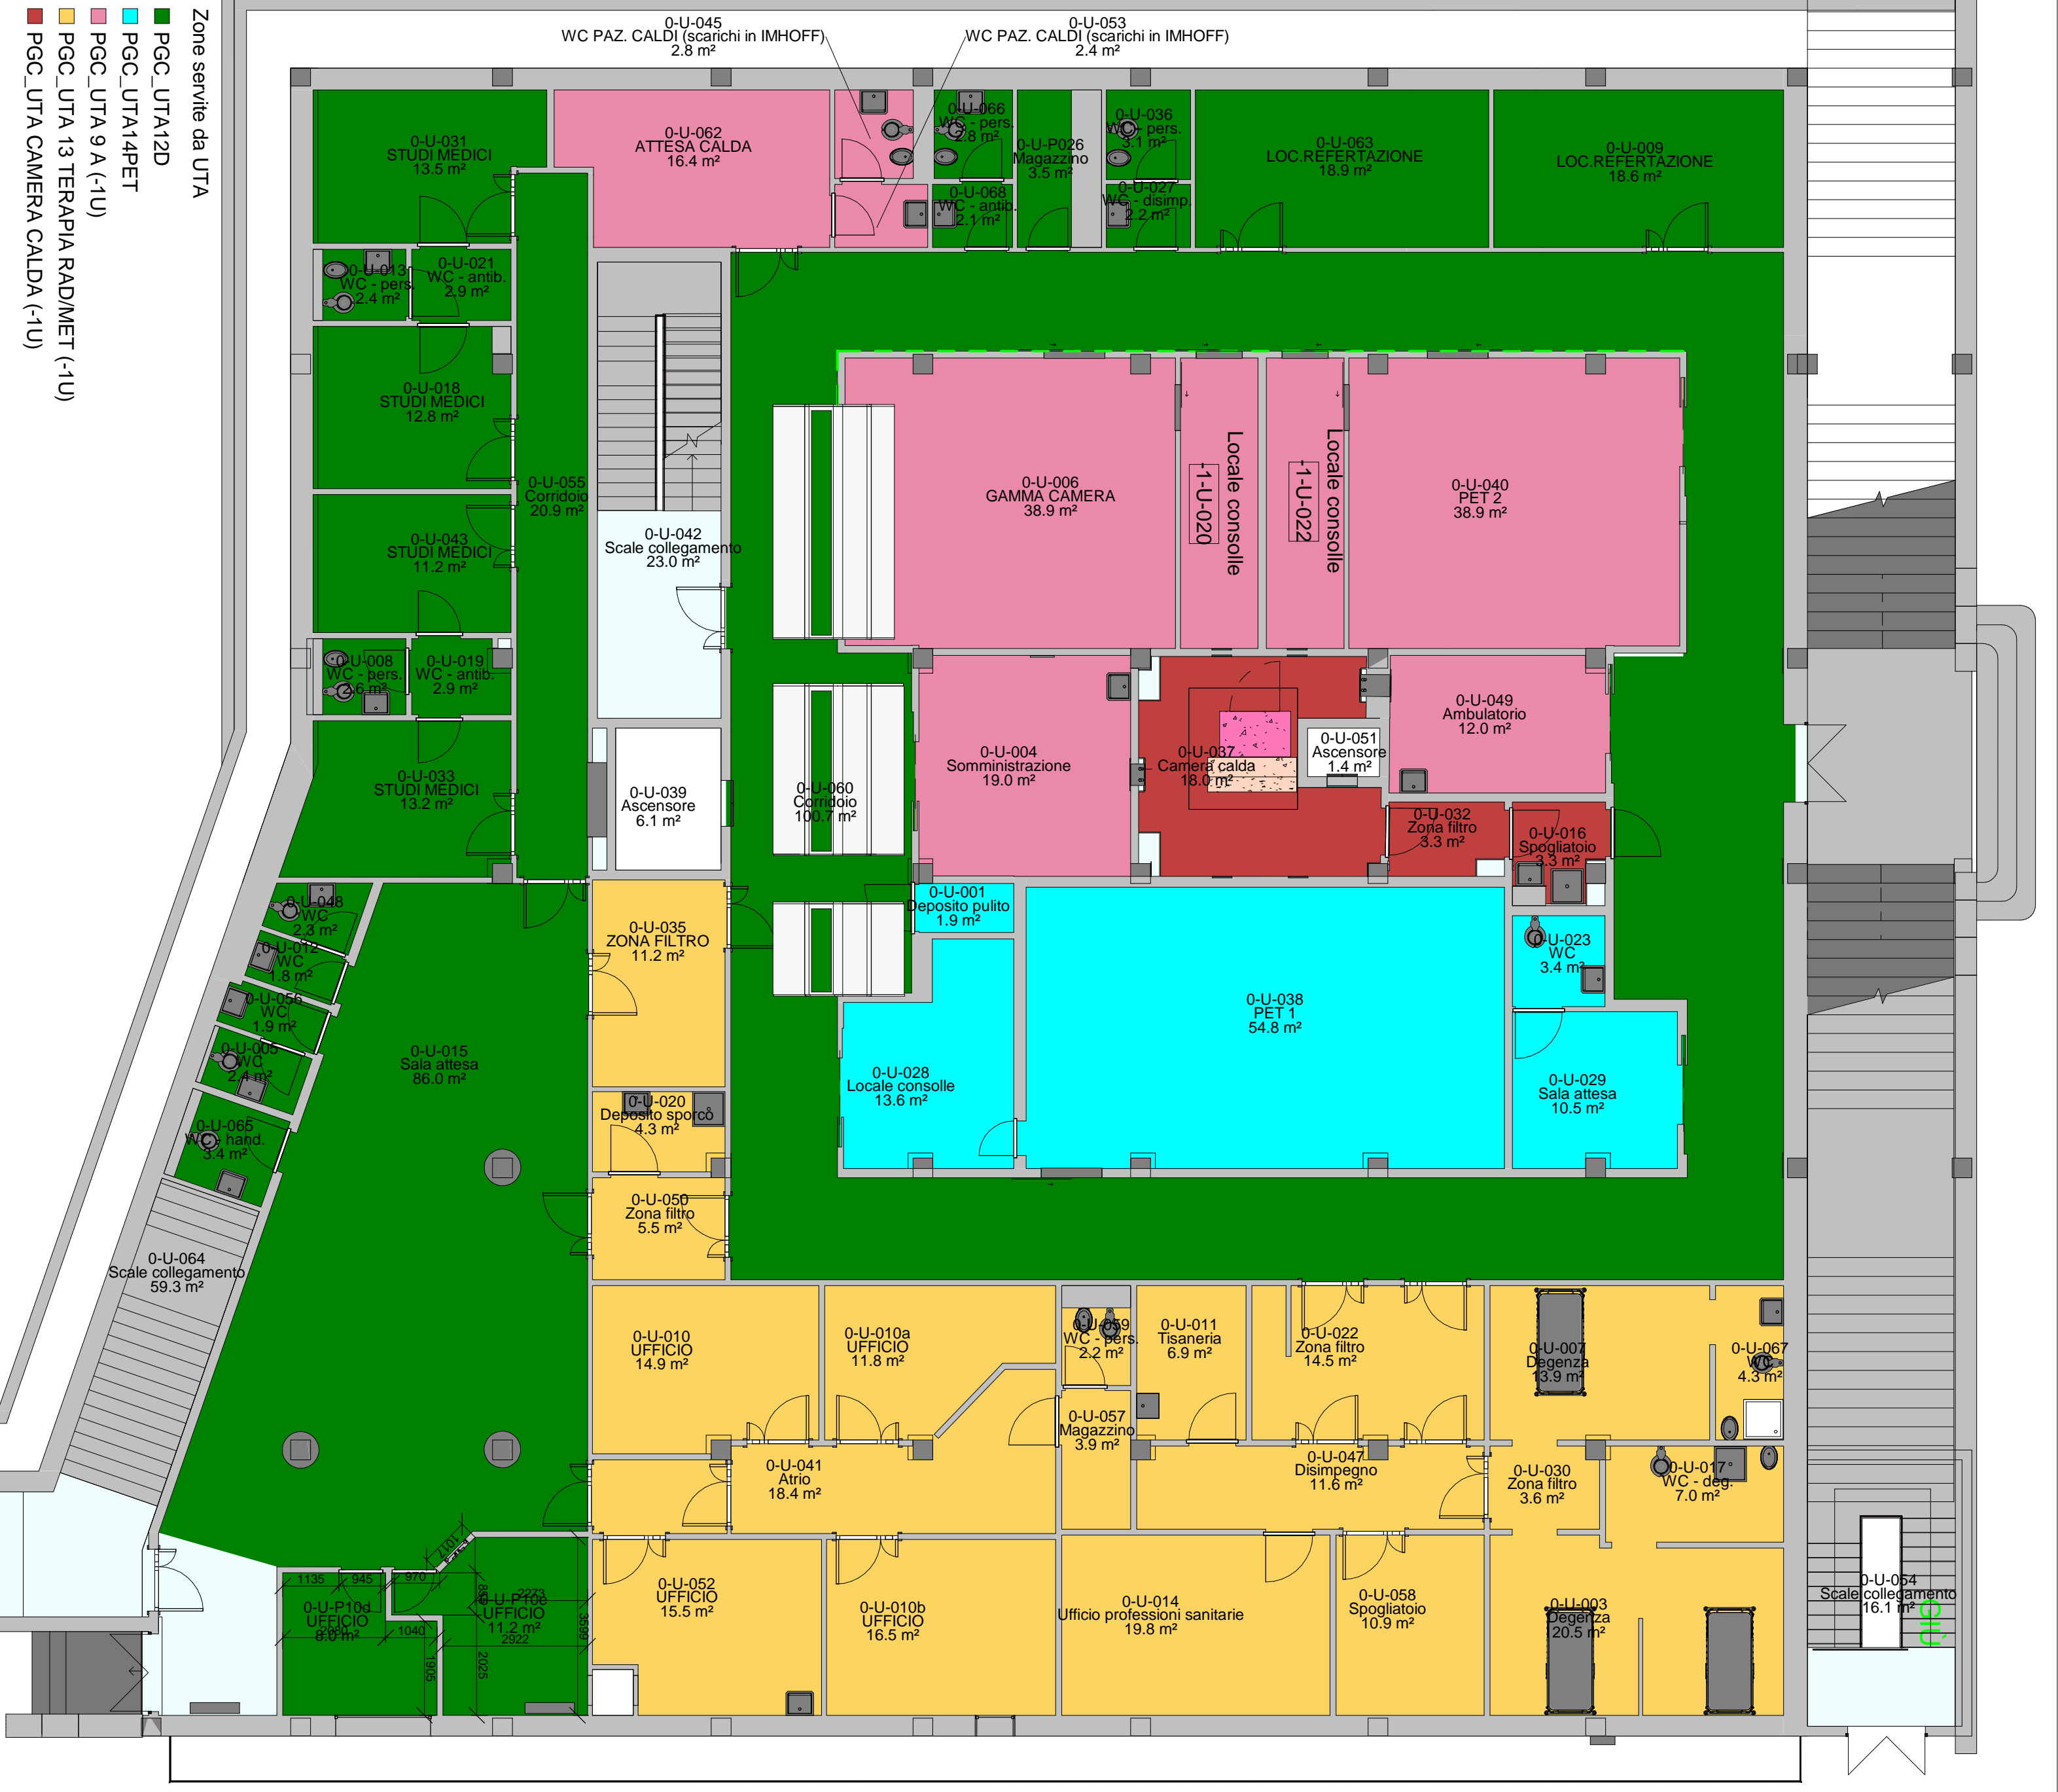 Zone servite da UTA
PGC_UTA12D
PGC_UTA14PET
PGC_UTA 9 A (-1U)
PGC_UTA 13 TERAPIA RAD/MET (-1U)
PGC_UTA CAMERA CALDA (-1U)
0-U-045
WC PAZ. CALDI (scarichi in IMHOFF)
2.8 m²
0-U-053
WC PAZ. CALDI (scarichi in IMHOFF)
2.4 m²
0-U-031
STUDI MEDICI
13.5 m²
0-U-062
ATTESA CALDA
16.4 m²
0-U-066
WC - pers.
2.8 m²
0-U-068
WC - antib.
2.1 m²
0-U-P026
Magazzino
3.5 m²
0-U-036
WC - pers.
3.1 m²
0-U-027
WC - disimp.
2.2 m²
0-U-063
LOC.REFERTAZIONE
18.9 m²
0-U-009
LOC.REFERTAZIONE
18.6 m²
0-U-013
WC - pers.
2.4 m²
0-U-021
WC - antib.
2.9 m²
0-U-018
STUDI MEDICI
12.8 m²
0-U-055
Corridoio
20.9 m²
0-U-043
STUDI MEDICI
11.2 m²
0-U-042
Scale collegamento
23.0 m²
0-U-006
GAMMA CAMERA
38.9 m²
Locale consolle
-1-U-020
Locale consolle
-1-U-022
0-U-040
PET 2
38.9 m²
0-U-008
WC - pers.
2.6 m²
0-U-019
WC - antib.
2.9 m²
0-U-033
STUDI MEDICI
13.2 m²
0-U-039
Ascensore
6.1 m²
0-U-060
Corridoio
100.7 m²
0-U-004
Somministrazione
19.0 m²
0-U-037
Camera calda
18.0 m²
0-U-051
Ascensore
1.4 m²
0-U-049
Ambulatorio
12.0 m²
0-U-032
Zona filtro
3.3 m²
0-U-016
Spogliatoio
3.3 m²
0-U-048
WC
2.3 m²
0-U-012
WC
1.8 m²
0-U-056
WC
1.9 m²
0-U-005
WC
2.4 m²
0-U-065
WC - hand.
3.4 m²
0-U-015
Sala attesa
86.0 m²
0-U-035
ZONA FILTRO
11.2 m²
0-U-001
Deposito pulito
1.9 m²
0-U-038
PET 1
54.8 m²
0-U-023
WC
3.4 m²
0-U-028
Locale consolle
13.6 m²
0-U-029
Sala attesa
10.5 m²
0-U-020
Deposito sporco
4.3 m²
0-U-050
Zona filtro
5.5 m²
0-U-064
Scale collegamento
59.3 m²
0-U-010
UFFICIO
14.9 m²
0-U-010a
UFFICIO
11.8 m²
0-U-059
WC - pers.
2.2 m²
0-U-011
Tisaneria
6.9 m²
0-U-022
Zona filtro
14.5 m²
0-U-007
Degenza
13.9 m²
0-U-067
WC
4.3 m²
0-U-057
Magazzino
3.9 m²
0-U-041
Atrio
18.4 m²
0-U-047
Disimpegno
11.6 m²
0-U-030
Zona filtro
3.6 m²
0-U-017
WC - deg.
7.0 m²
0-U-052
UFFICIO
15.5 m²
0-U-010b
UFFICIO
16.5 m²
0-U-014
Ufficio professioni sanitarie
19.8 m²
0-U-058
Spogliatoio
10.9 m²
0-U-003
Degenza
20.5 m²
0-U-054
Scale collegamento
16.1 m²
GIÙ
1017
1135
945
970
0-U-P10d
UFFICIO
8.0 m²
1040
1905
2273
UFFICIO
11.2 m²
2922
2025
3599